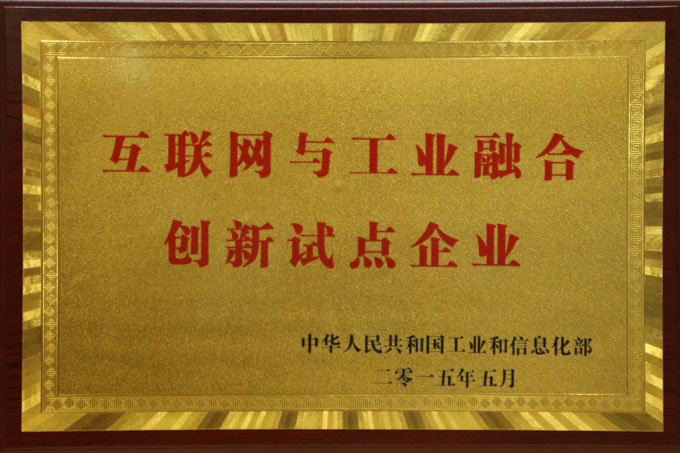 互联网与工业融合
创新试点企业
中华人民共和国工业和信息化部
二零一五年五月